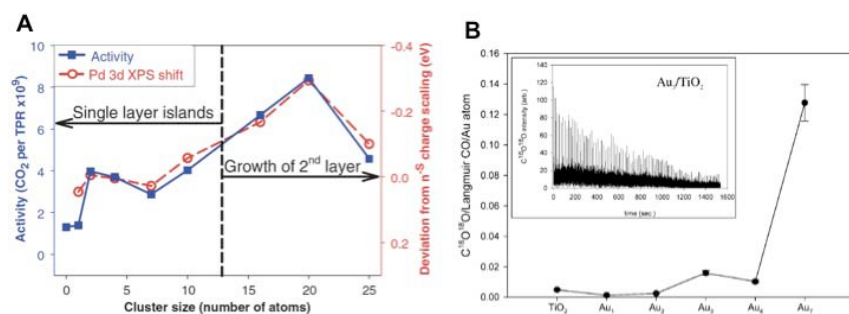 A
Activity
Pd 3d XPS shift
Single layer islands
Growth of 2nd layer
Activity (CO2 per TPR x10⁹)
10
8
6
4
2
0
-0.4
-0.2
0.0
0.2
Deviation from n-S charge scaling (eV)
0 5 10 15 20 25
Cluster size (number of atoms)
B
C16O18O/Langmuir CO/Au atom
0.16
0.14
0.12
0.10
0.08
0.06
0.04
0.02
0.00
TiO2 Au1 Au2 Au3 Au4 Au7
Au7/TiO2
C16O18O intensity (arb.)
140
120
100
80
60
40
20
0
0 200 400 600 800 1000 1200 1400 1600
time (sec.)